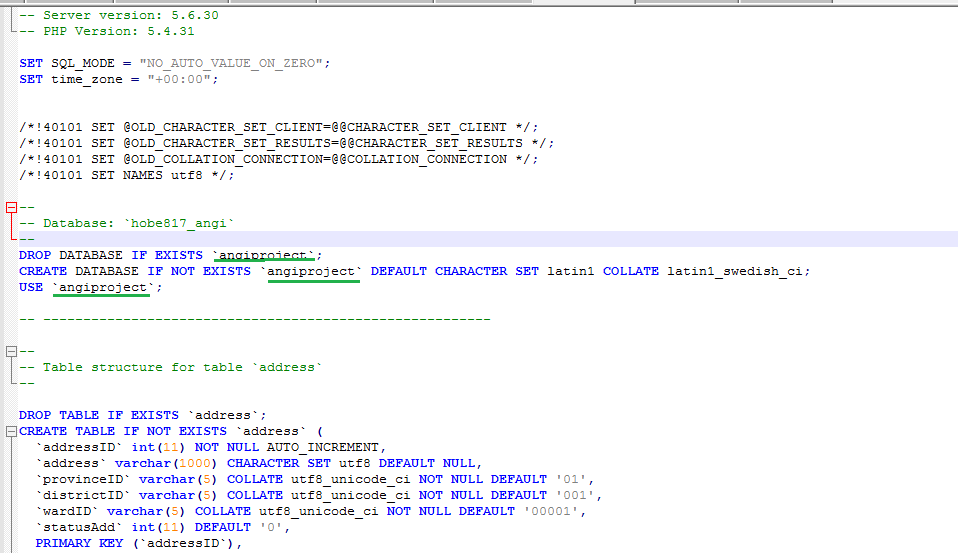 -- Server version: 5.6.30
-- PHP Version: 5.4.31
SET SQL_MODE = "NO_AUTO_VALUE_ON_ZERO";
SET time_zone = "+00:00";
/*!40101 SET @OLD_CHARACTER_SET_CLIENT=@@CHARACTER_SET_CLIENT */;
/*!40101 SET @OLD_CHARACTER_SET_RESULTS=@@CHARACTER_SET_RESULTS */;
/*!40101 SET @OLD_COLLATION_CONNECTION=@@COLLATION_CONNECTION */;
/*!40101 SET NAMES utf8 */;
--
-- Database: `hobe817_angi`
--
DROP DATABASE IF EXISTS `angiproject`;
CREATE DATABASE IF NOT EXISTS `angiproject` DEFAULT CHARACTER SET latin1 COLLATE latin1_swedish_ci;
USE `angiproject`;
-- --------------------------------------------------------
--
-- Table structure for table `address`
--
DROP TABLE IF EXISTS `address`;
CREATE TABLE IF NOT EXISTS `address` (
  `addressID` int(11) NOT NULL AUTO_INCREMENT,
  `address` varchar(1000) CHARACTER SET utf8 DEFAULT NULL,
  `provinceID` varchar(5) COLLATE utf8_unicode_ci NOT NULL DEFAULT '01',
  `districtID` varchar(5) COLLATE utf8_unicode_ci NOT NULL DEFAULT '001',
  `wardID` varchar(5) COLLATE utf8_unicode_ci NOT NULL DEFAULT '00001',
  `statusAdd` int(11) DEFAULT '0',
  PRIMARY KEY (`addressID`),